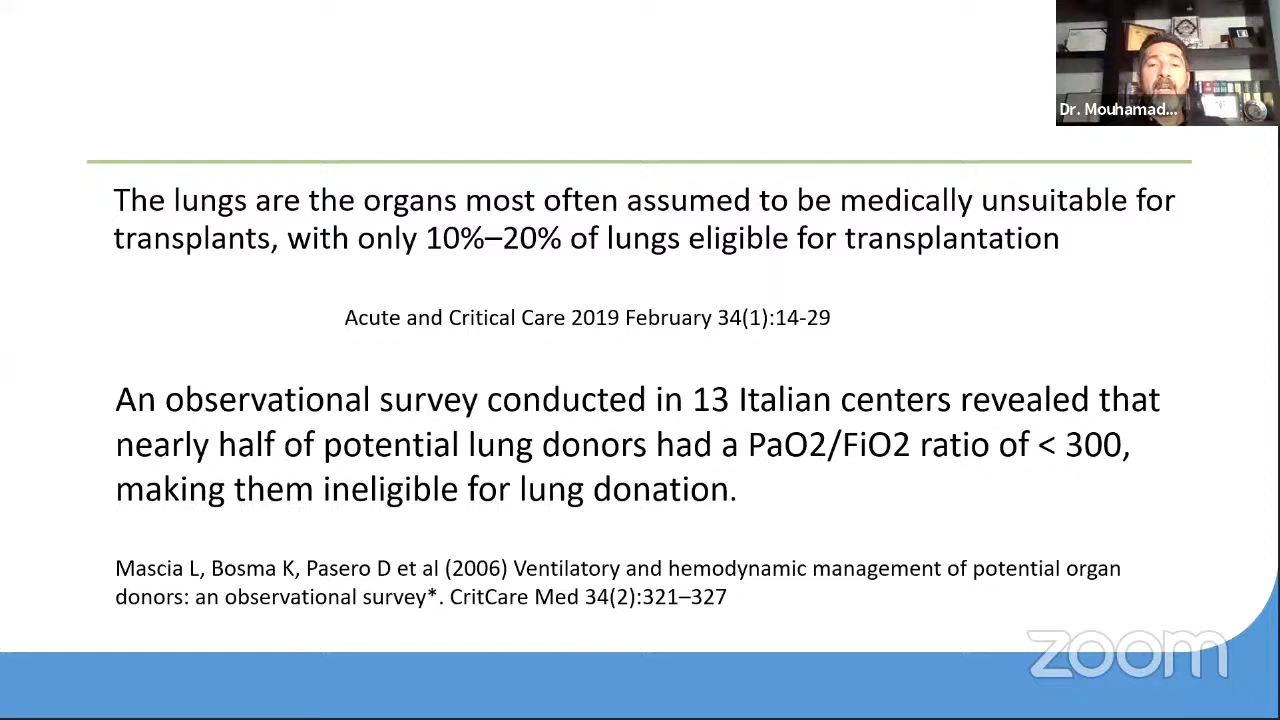 Dr. Mouhamad...
The lungs are the organs most often assumed to be medically unsuitable for
transplants, with only 10%–20% of lungs eligible for transplantation
Acute and Critical Care 2019 February 34(1):14-29
An observational survey conducted in 13 Italian centers revealed that
nearly half of potential lung donors had a PaO2/FiO2 ratio of < 300,
making them ineligible for lung donation.
Mascia L, Bosma K, Pasero D et al (2006) Ventilatory and hemodynamic management of potential organ
donors: an observational survey*. CritCare Med 34(2):321–327
zoom